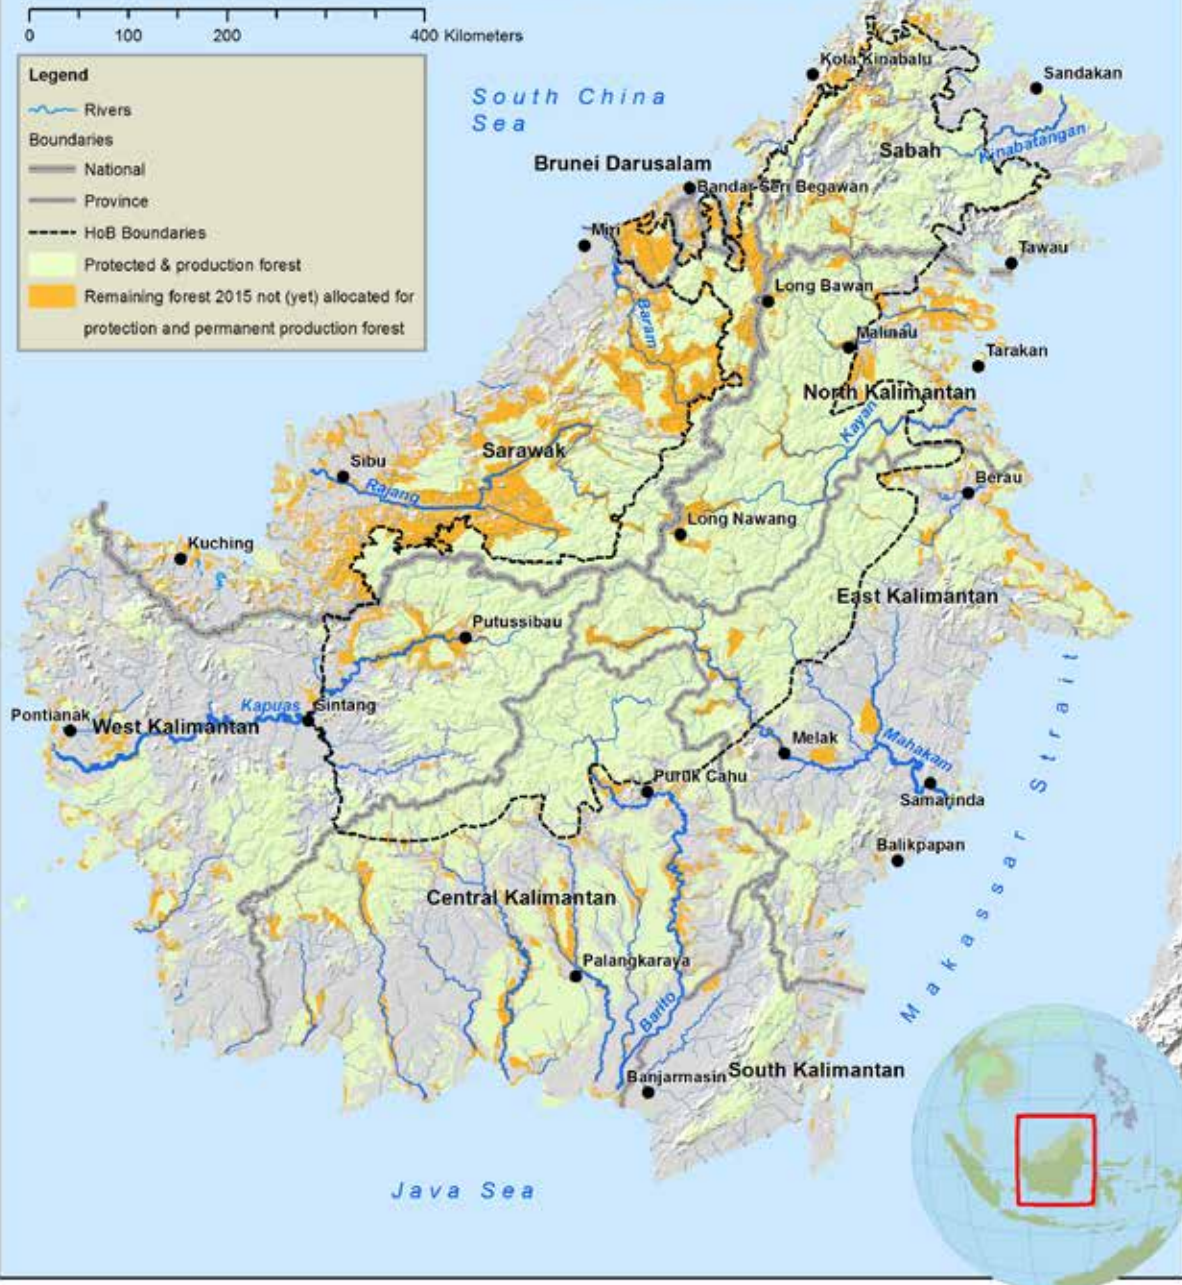 0 100 200 400 Kilometers
Legend
Rivers
Boundaries
National
Province
HoB Boundaries
Protected & production forest
Remaining forest 2015 not (yet) allocated for
protection and permanent production forest
South China
Sea
Kota Kinabalu
Sandakan
Sabah
Kinabatangan
Brunei Darusalam
Bandar Seri Begawan
Miri
Tawau
Long Bawan
Baram
Malinau
Tarakan
North Kalimantan
Kayan
Sarawak
Sibu
Rajang
Berau
Long Nawang
Kuching
East Kalimantan
Putussibau
Kapuas
Sintang
Pontianak
West Kalimantan
Melak
Mahakam
Puruk Cahu
Samarinda
Makassar Strait
Balikpapan
Central Kalimantan
Palangkaraya
Barito
Banjarmasin
South Kalimantan
Java Sea